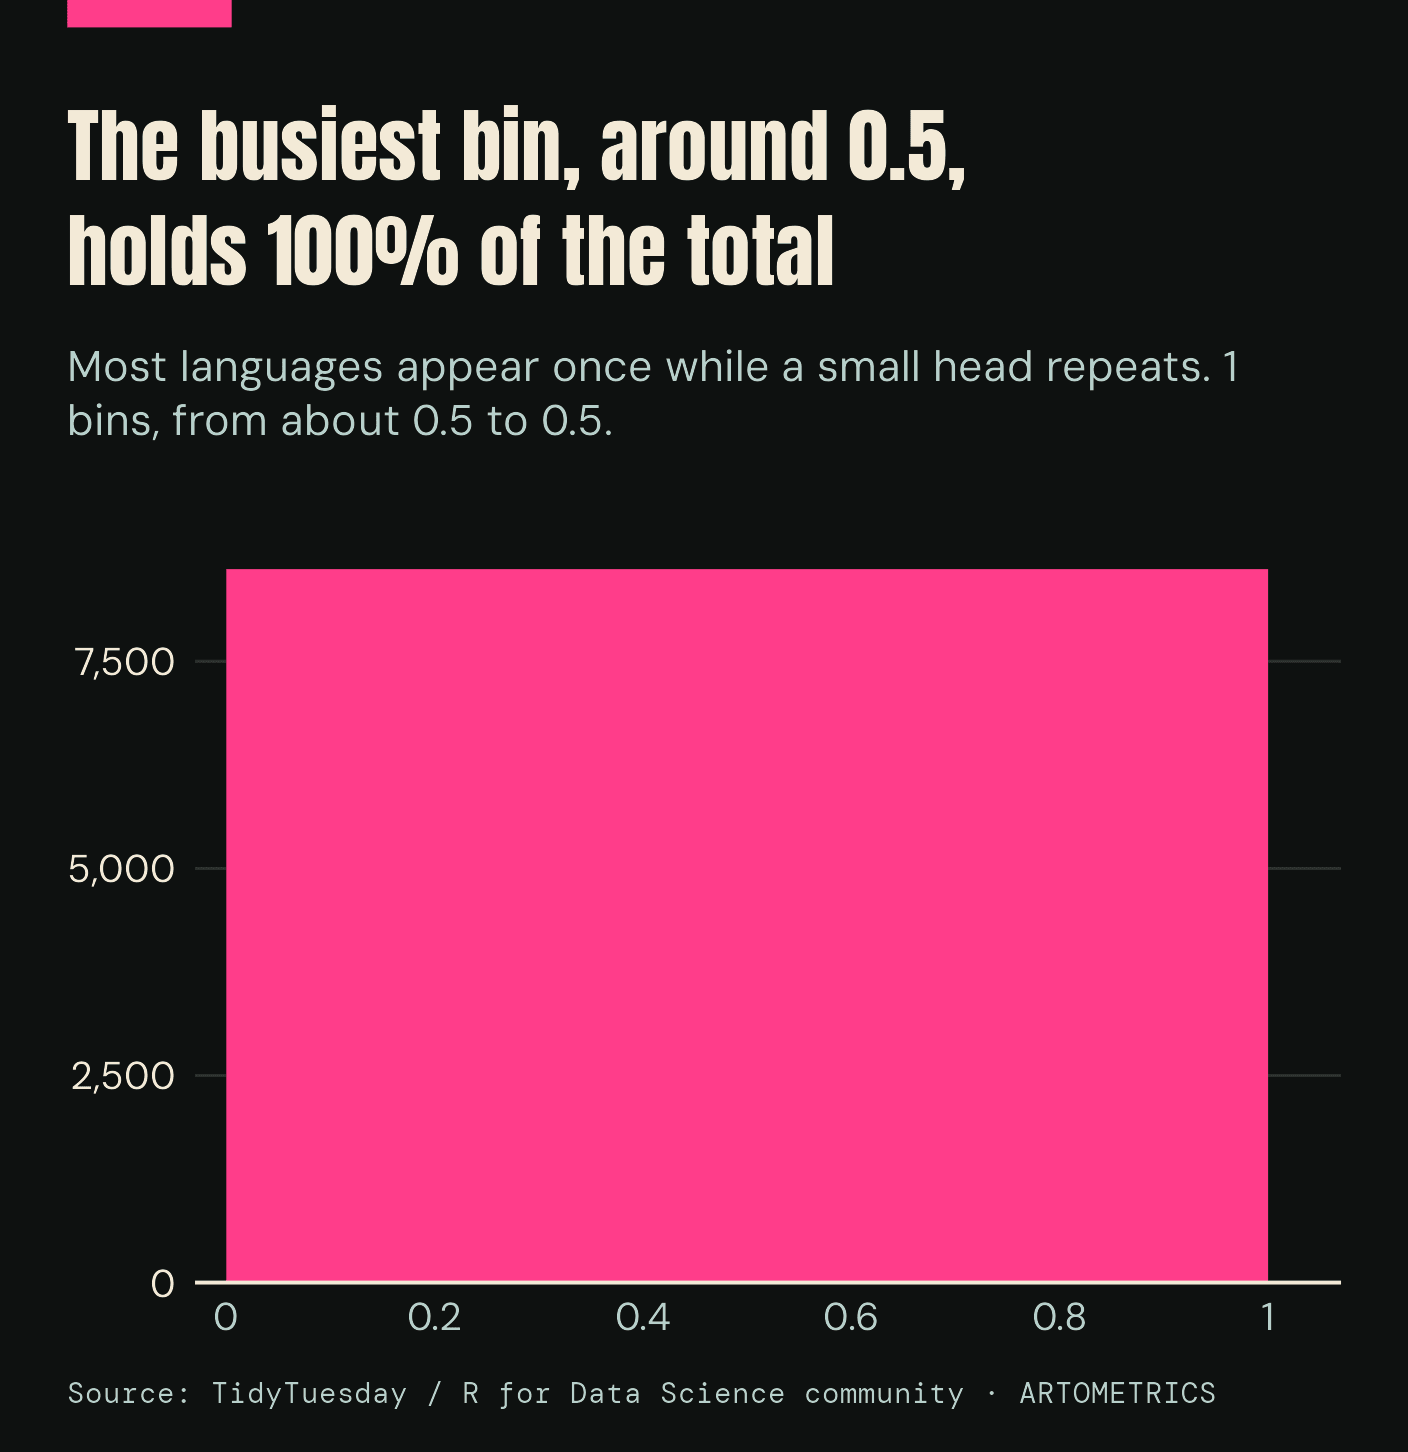 The busiest bin, around 0.5,
holds 100% of the total
Most languages appear once while a small head repeats. 1
bins, from about 0.5 to 0.5.
7,500
5,000
2,500
0
0 0.2 0.4 0.6 0.8 1
Source: TidyTuesday / R for Data Science community · ARTOMETRICS